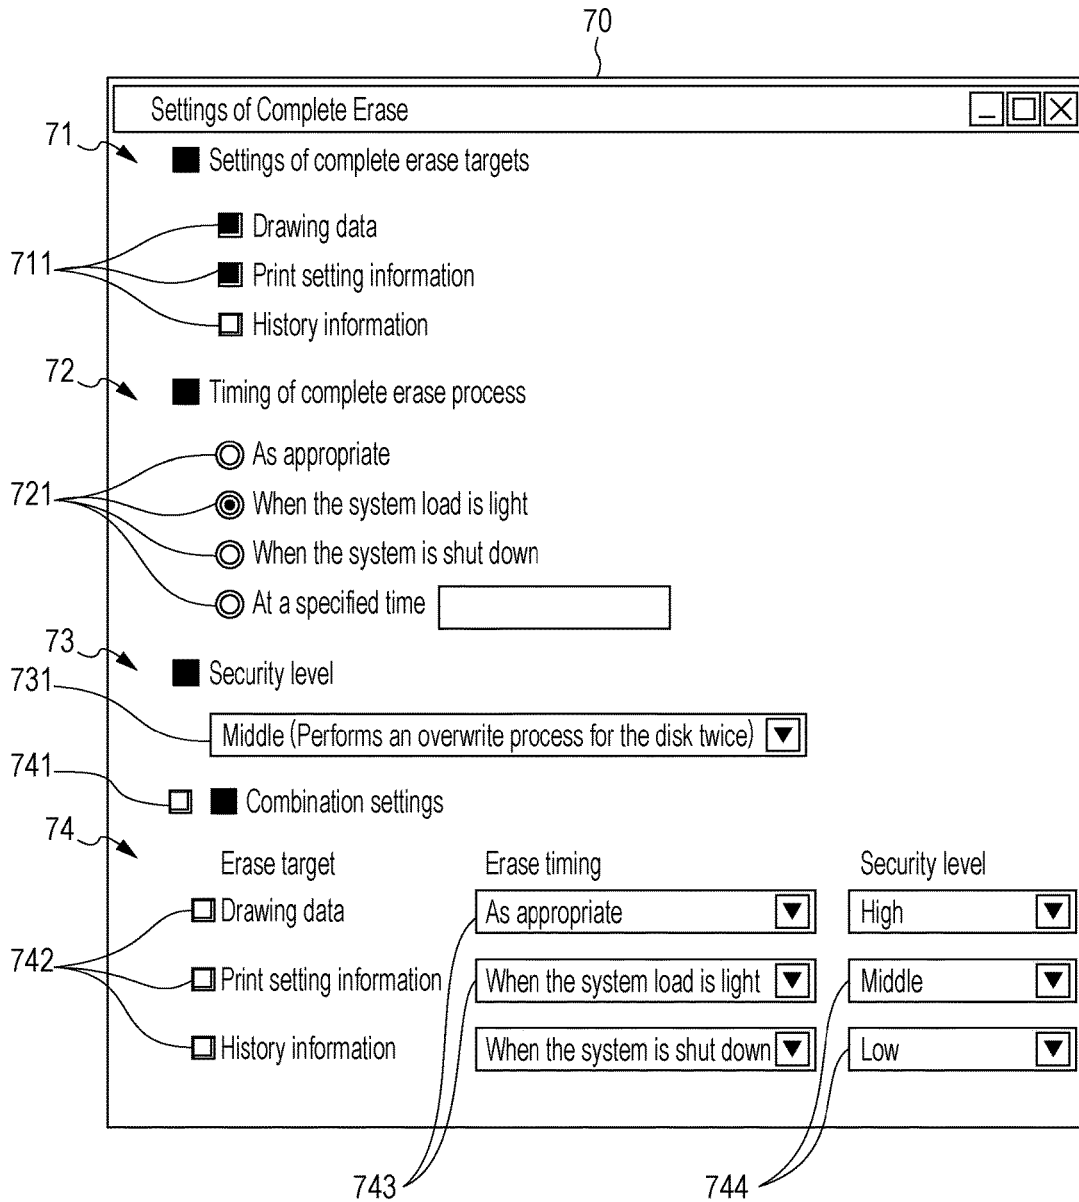 70
Settings of Complete Erase
71
Settings of complete erase targets
Drawing data
711
Print setting information
History information
72
Timing of complete erase process
As appropriate
721
When the system load is light
When the system is shut down
At a specified time
73
Security level
731
Middle (Performs an overwrite process for the disk twice)
741
Combination settings
74
Erase target Erase timing Security level
Drawing data As appropriate High
742
Print setting information When the system load is light Middle
History information When the system is shut down Low
743 744